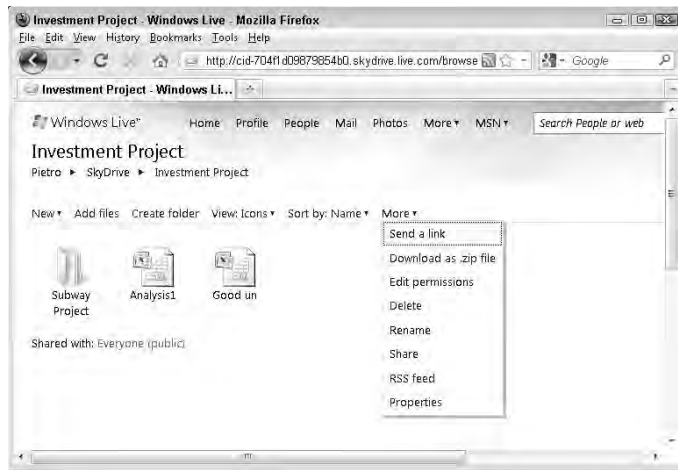 Investment Project - Windows Live - Mozilla Firefox
File Edit View History Bookmarks Tools Help
http://cid-704f1d09879854b0.skydrive.live.com/browse Google
Investment Project - Windows Li...
Windows Live™ Home Profile People Mail Photos More ▾ MSN ▾ Search People or web
Investment Project
Pietro ▸ SkyDrive ▸ Investment Project
New ▾ Add files Create folder View: Icons ▾ Sort by: Name ▾ More ▾
Send a link
Download as .zip file
Edit permissions
Delete
Rename
Share
RSS feed
Properties
Subway Project
Analysis1
Good un
Shared with: Everyone (public)